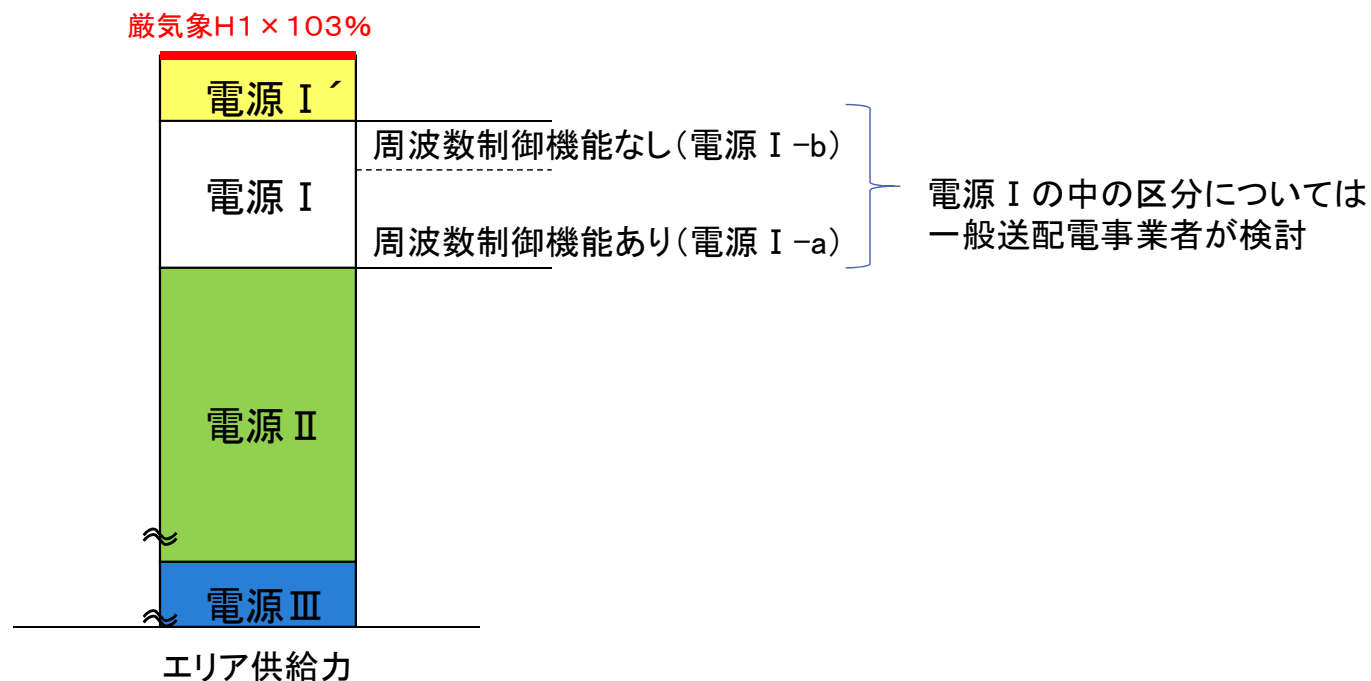 厳気象H1×103%
電源Ⅰ´
周波数制御機能なし(電源Ⅰ-b)
電源Ⅰ
電源Ⅰの中の区分については
一般送配電事業者が検討
周波数制御機能あり(電源Ⅰ-a)
電源Ⅱ
電源Ⅲ
エリア供給力